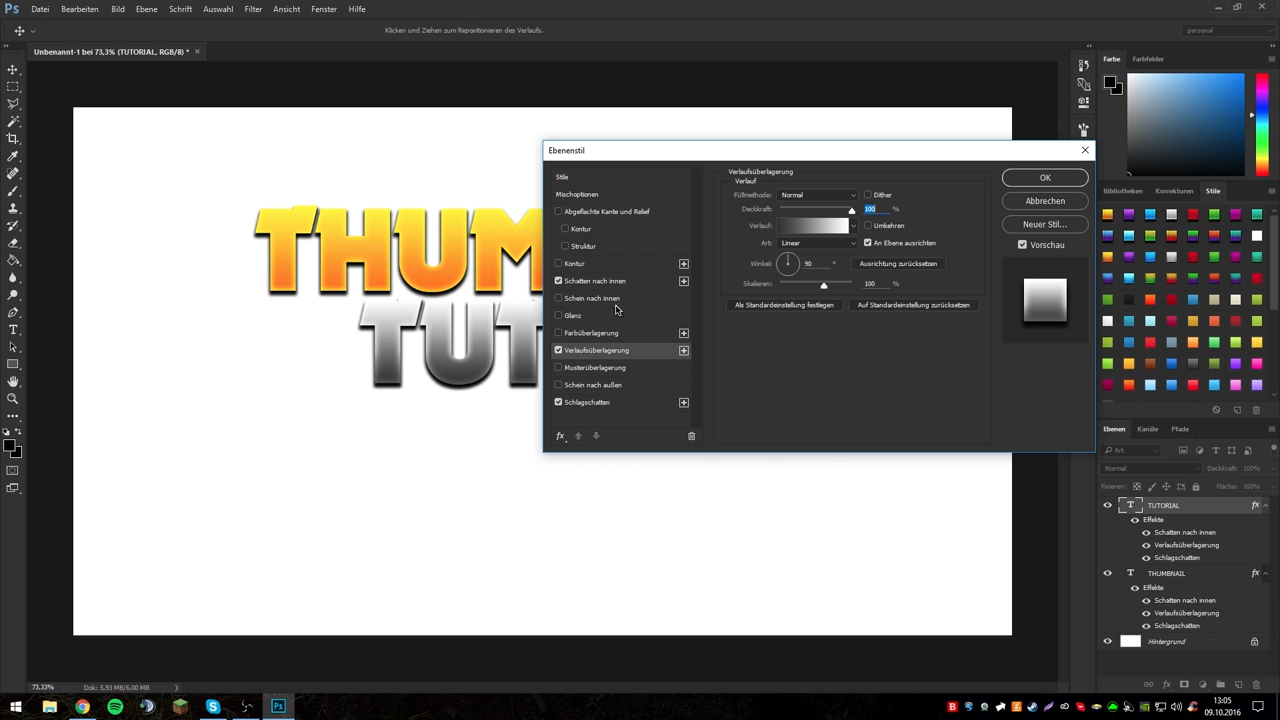 Ps Datei Bearbeiten Bild Ebene Schrift Auswahl Filter Ansicht Fenster Hilfe
Klicken und Ziehen zum Repositionieren des Verlaufs.
personal
Unbenannt-1 bei 73,3% (TUTORIAL, RGB/8) *
Farbe Farbfelder
THUM
TUT
Ebenenstil
Stile
Mischoptionen
Abgeflachte Kante und Relief
Kontur
Struktur
Kontur
Schatten nach innen
Schein nach innen
Glanz
Farbüberlagerung
Verlaufsüberlagerung
Musterüberlagerung
Schein nach außen
Schlagschatten
fx
Verlaufsüberlagerung
Verlauf
Füllmethode: Normal Dither
Deckkraft: 100 %
Verlauf: Umkehren
Art: Linear An Ebene ausrichten
Winkel: 90 ° Ausrichtung zurücksetzen
Skalieren: 100 %
Als Standardeinstellung festlegen Auf Standardeinstellung zurücksetzen
OK
Abbrechen
Neuer Stil...
Vorschau
Bibliotheken Korrekturen Stile
Ebenen Kanäle Pfade
Art
Normal Deckkraft: 100%
Fixieren: Fläche: 100%
T TUTORIAL fx
Effekte
Schatten nach innen
Verlaufsüberlagerung
Schlagschatten
T THUMBNAIL fx
Effekte
Schatten nach innen
Verlaufsüberlagerung
Schlagschatten
Hintergrund
73,33% Dok: 5,93 MB/6,00 MB
13:05
09.10.2016